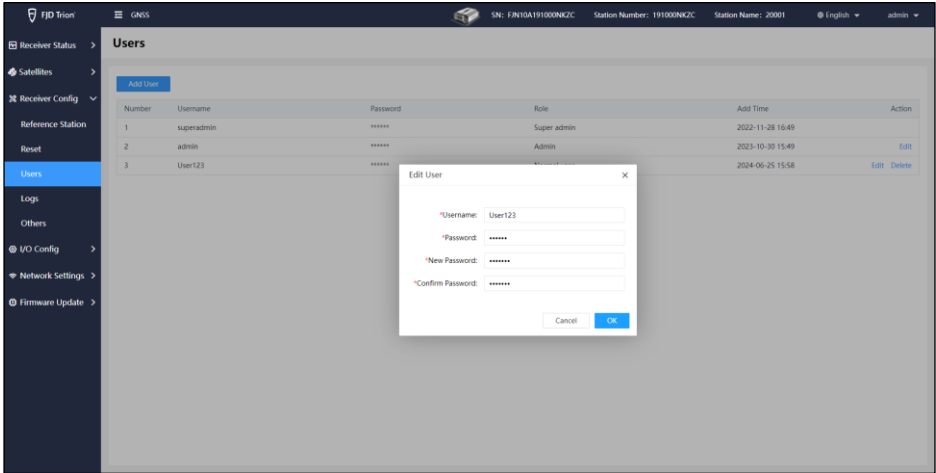 FJD Trion GNSS SN: FJN10A191000NKZC Station Number: 191000NKZC Station Name: 20001 English admin
Receiver Status
Satellites
Receiver Config
Reference Station
Reset
Users
Logs
Others
I/O Config
Network Settings
Firmware Update
Users
Add User
Number Username Password Role Add Time Action
1 superadmin ****** Super admin 2022-11-28 16:49
2 admin ****** Admin 2023-10-30 15:49 Edit
3 User123 ****** 2024-06-25 15:58 Edit Delete
Edit User
*Username: User123
*Password: ••••••
*New Password: •••••••
*Confirm Password: •••••••
Cancel OK